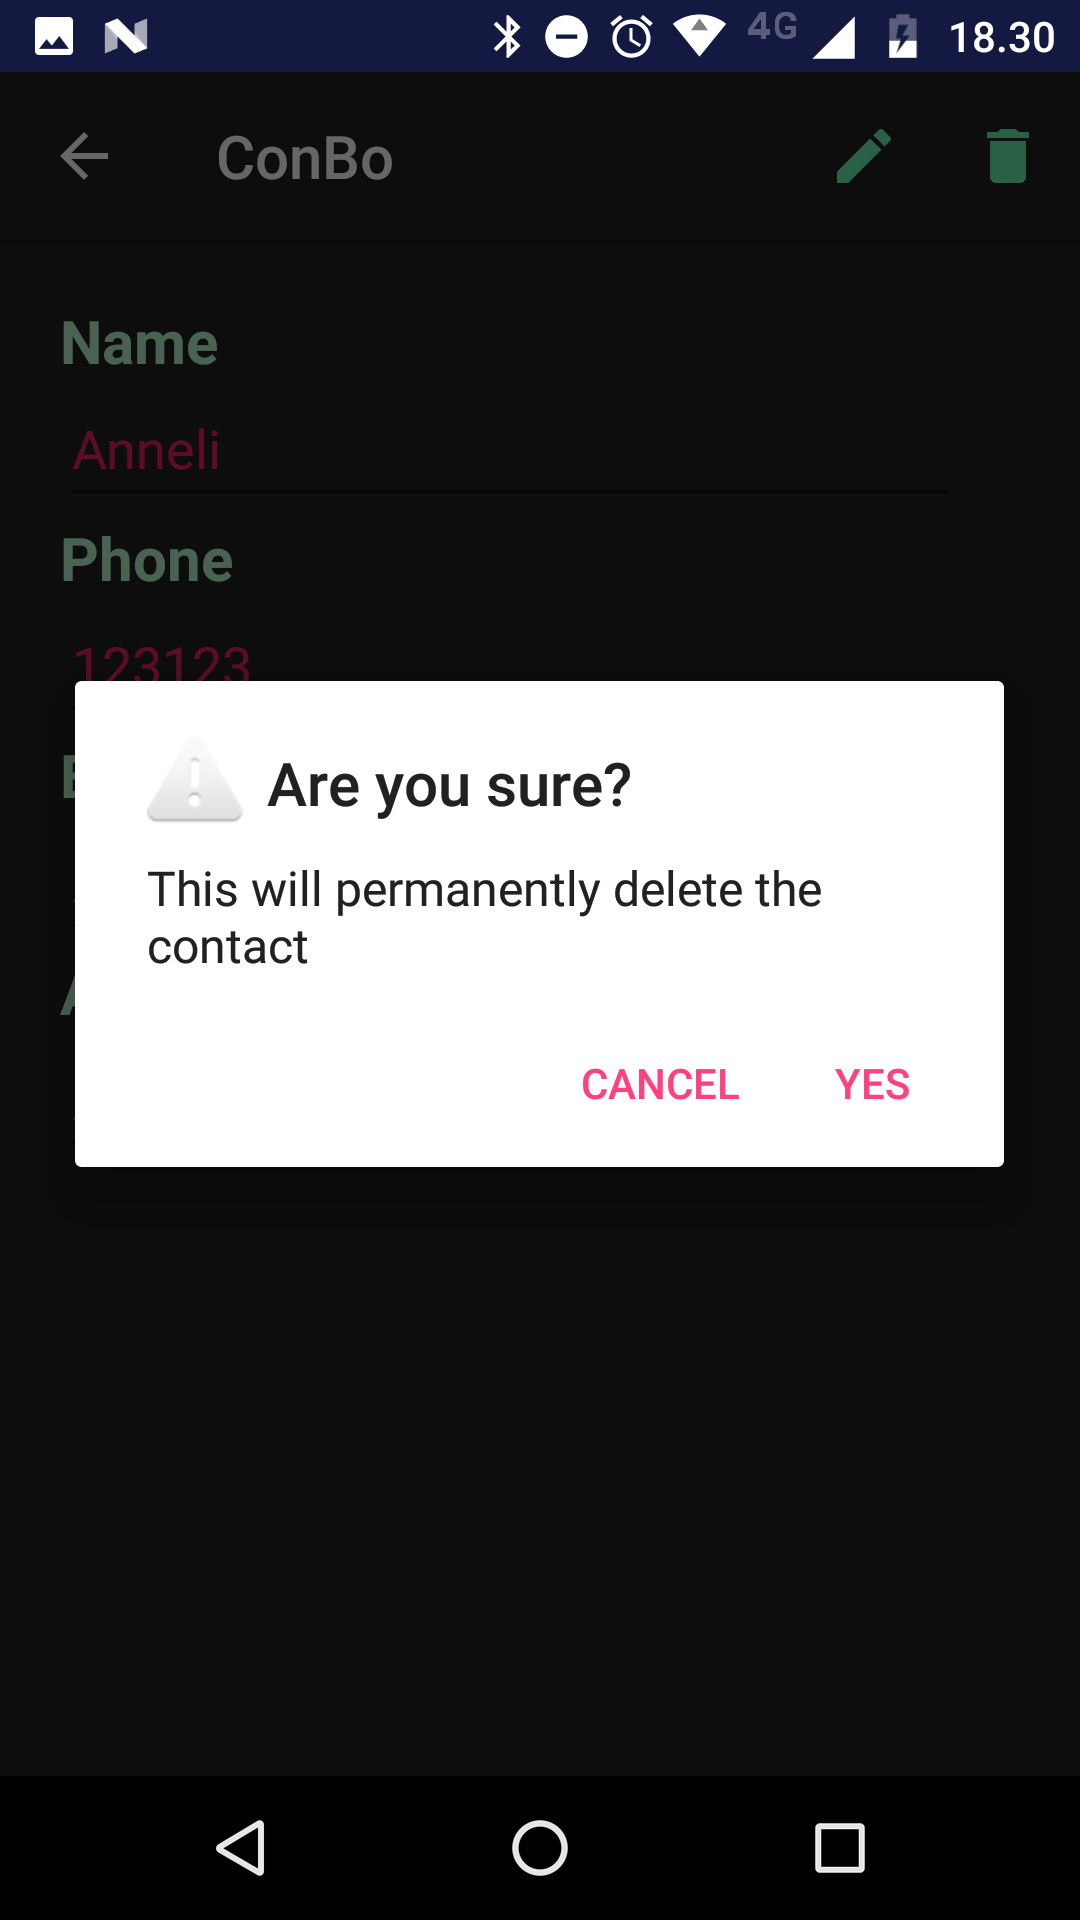 4G 18.30
ConBo
Name
Anneli
Phone
123123
Are you sure?
This will permanently delete the
contact
CANCEL YES